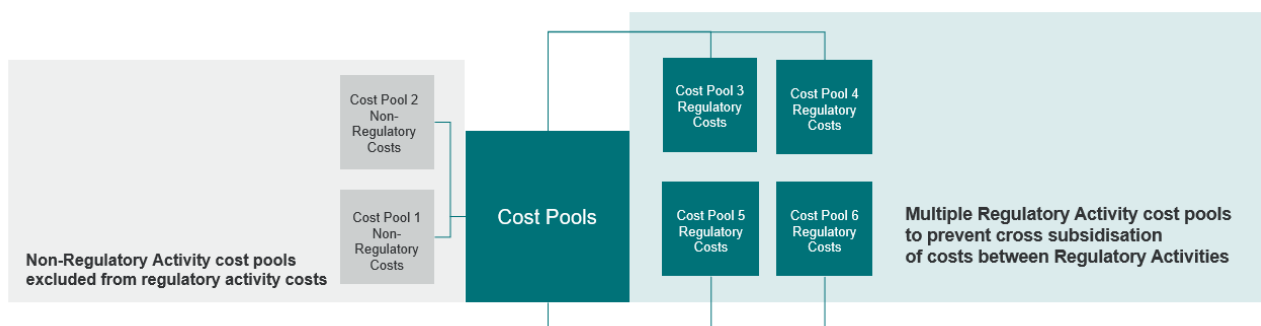 Cost Pool 2
Non-
Regulatory
Costs
Cost Pool 1
Non-
Regulatory
Costs
Non-Regulatory Activity cost pools
excluded from regulatory activity costs
Cost Pools
Cost Pool 3
Regulatory
Costs
Cost Pool 4
Regulatory
Costs
Cost Pool 5
Regulatory
Costs
Cost Pool 6
Regulatory
Costs
Multiple Regulatory Activity cost pools
to prevent cross subsidisation
of costs between Regulatory Activities